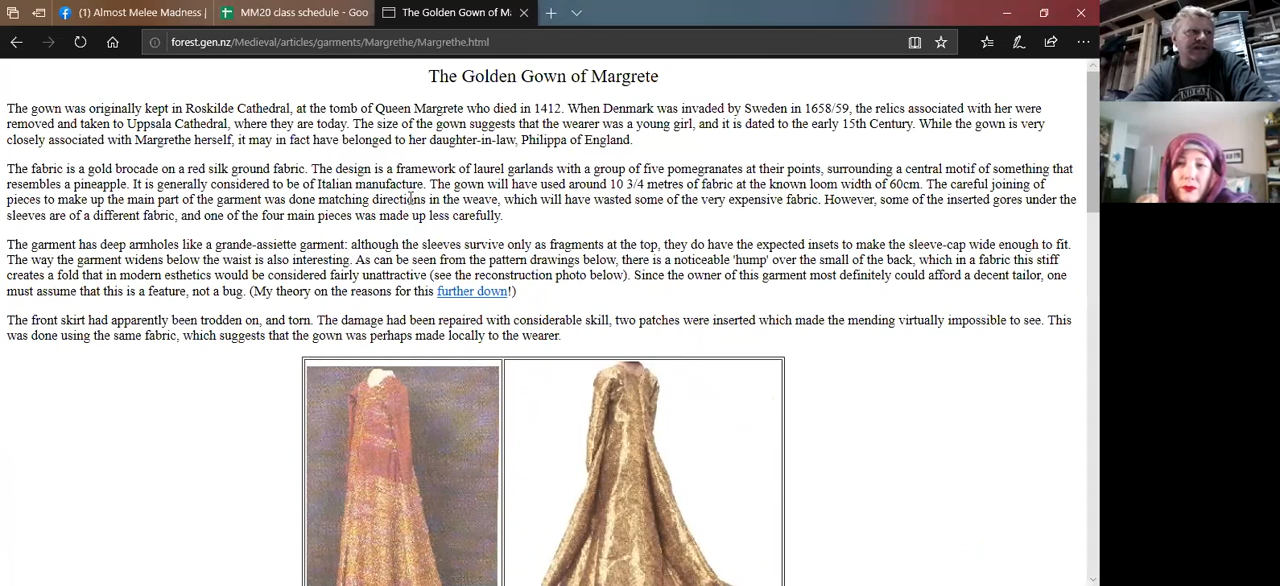 (1) Almost Melee Madness |
MM20 class schedule - Goo
The Golden Gown of M
forest.gen.nz/Medieval/articles/garments/Margrethe/Margrethe.html
The Golden Gown of Margrete
The gown was originally kept in Roskilde Cathedral, at the tomb of Queen Margrete who died in 1412. When Denmark was invaded by Sweden in 1658/59, the relics associated with her were
removed and taken to Uppsala Cathedral, where they are today. The size of the gown suggests that the wearer was a young girl, and it is dated to the early 15th Century. While the gown is very
closely associated with Margrethe herself, it may in fact have belonged to her daughter-in-law, Philippa of England.
The fabric is a gold brocade on a red silk ground fabric. The design is a framework of laurel garlands with a group of five pomegranates at their points, surrounding a central motif of something that
resembles a pineapple. It is generally considered to be of Italian manufacture. The gown will have used around 10 3/4 metres of fabric at the known loom width of 60cm. The careful joining of
pieces to make up the main part of the garment was done matching directions in the weave, which will have wasted some of the very expensive fabric. However, some of the inserted gores under the
sleeves are of a different fabric, and one of the four main pieces was made up less carefully.
The garment has deep armholes like a grande-assiette garment: although the sleeves survive only as fragments at the top, they do have the expected insets to make the sleeve-cap wide enough to fit.
The way the garment widens below the waist is also interesting. As can be seen from the pattern drawings below, there is a noticeable 'hump' over the small of the back, which in a fabric this stiff
creates a fold that in modern esthetics would be considered fairly unattractive (see the reconstruction photo below). Since the owner of this garment most definitely could afford a decent tailor, one
must assume that this is a feature, not a bug. (My theory on the reasons for this further down!)
The front skirt had apparently been trodden on, and torn. The damage had been repaired with considerable skill, two patches were inserted which made the mending virtually impossible to see. This
was done using the same fabric, which suggests that the gown was perhaps made locally to the wearer.